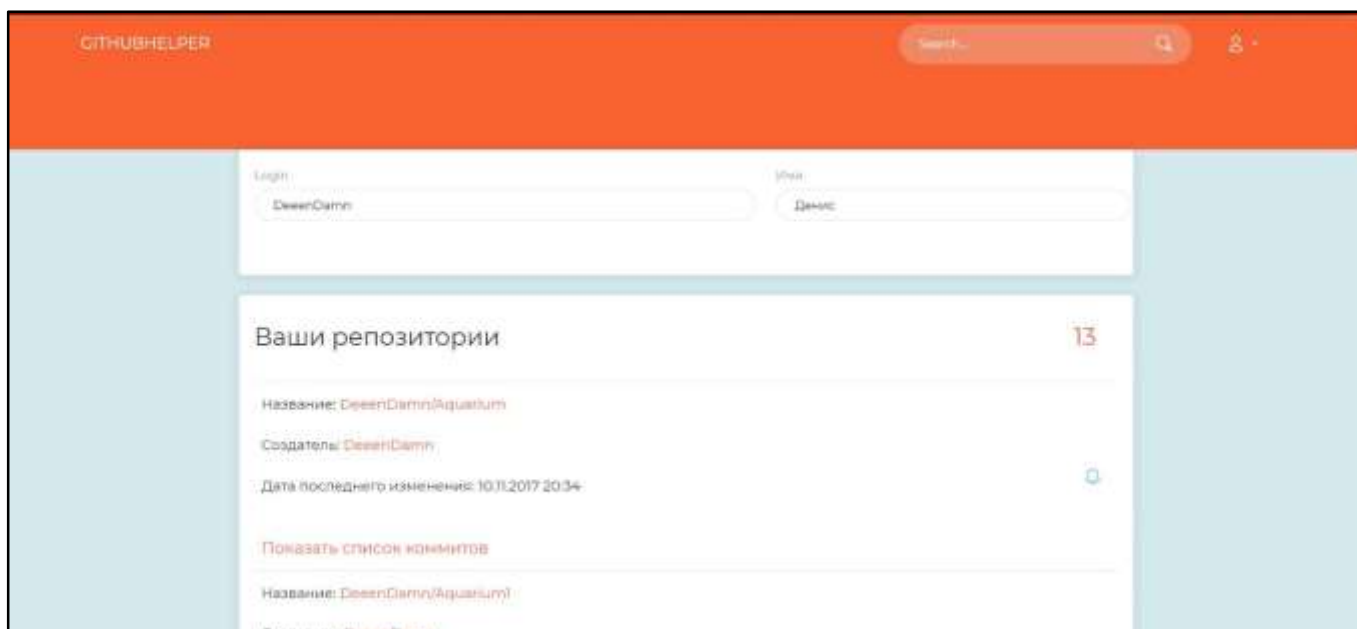 GITHUBHELPER
Search...
Login
Имя
DeeenDamn
Денис
Ваши репозитории
13
Название: DeeenDamn/Aquarium
Создатель: DeeenDamn
Дата последнего изменения: 10.11.2017 20:34
Показать список коммитов
Название: DeeenDamn/Aquarium1